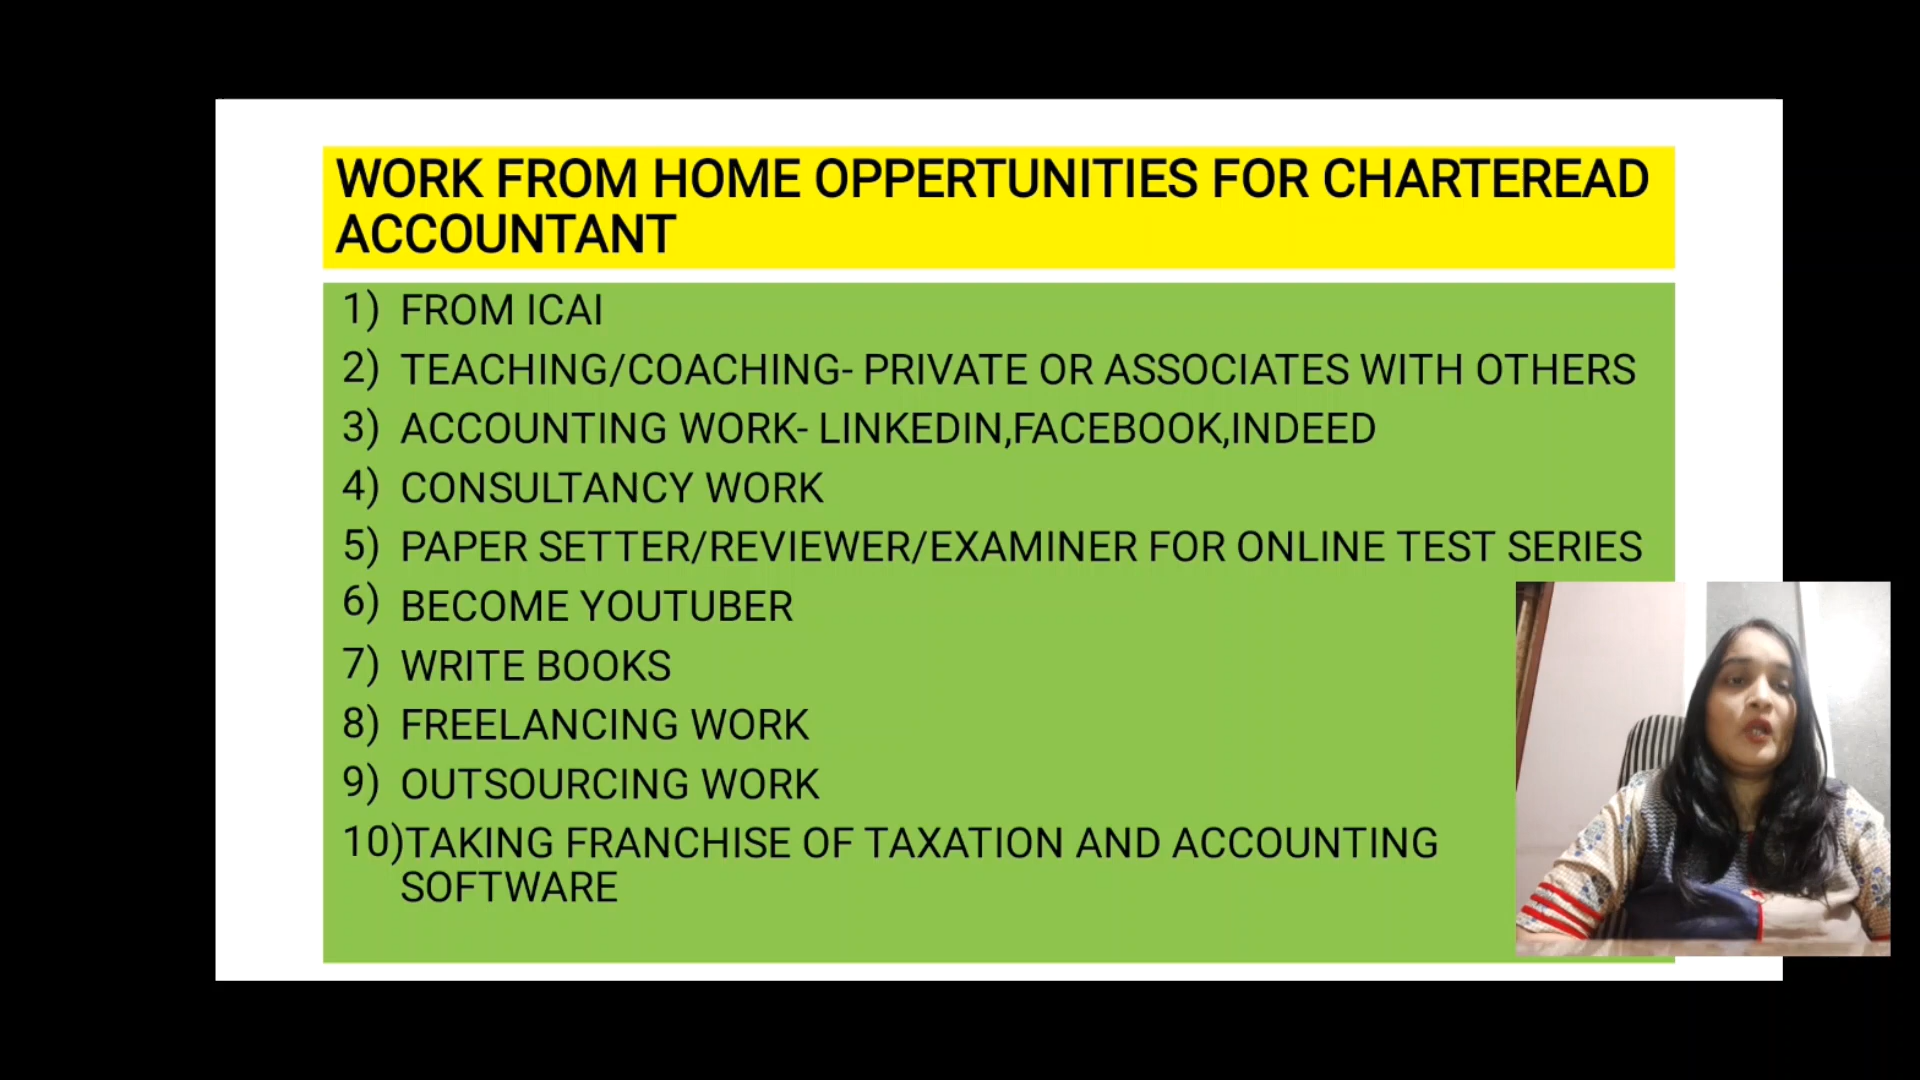 WORK FROM HOME OPPERTUNITIES FOR CHARTEREAD
ACCOUNTANT
1) FROM ICAI
2) TEACHING/COACHING- PRIVATE OR ASSOCIATES WITH OTHERS
3) ACCOUNTING WORK- LINKEDIN,FACEBOOK,INDEED
4) CONSULTANCY WORK
5) PAPER SETTER/REVIEWER/EXAMINER FOR ONLINE TEST SERIES
6) BECOME YOUTUBER
7) WRITE BOOKS
8) FREELANCING WORK
9) OUTSOURCING WORK
10)TAKING FRANCHISE OF TAXATION AND ACCOUNTING
SOFTWARE